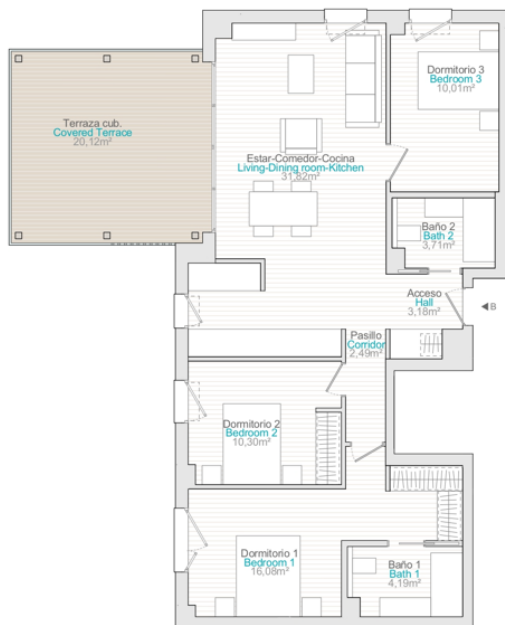 Dormitorio 3
Bedroom 3
10,01m²
Terraza cub.
Covered Terrace
20,12m²
Estar-Comedor-Cocina
Living-Dining room-Kitchen
31,82m²
Baño 2
Bath 2
3,71m²
Acceso
Hall
3,18m²
B
Pasillo
Corridor
2,49m²
Dormitorio 2
Bedroom 2
10,30m²
Dormitorio 1
Bedroom 1
16,08m²
Baño 1
Bath 1
4,19m²